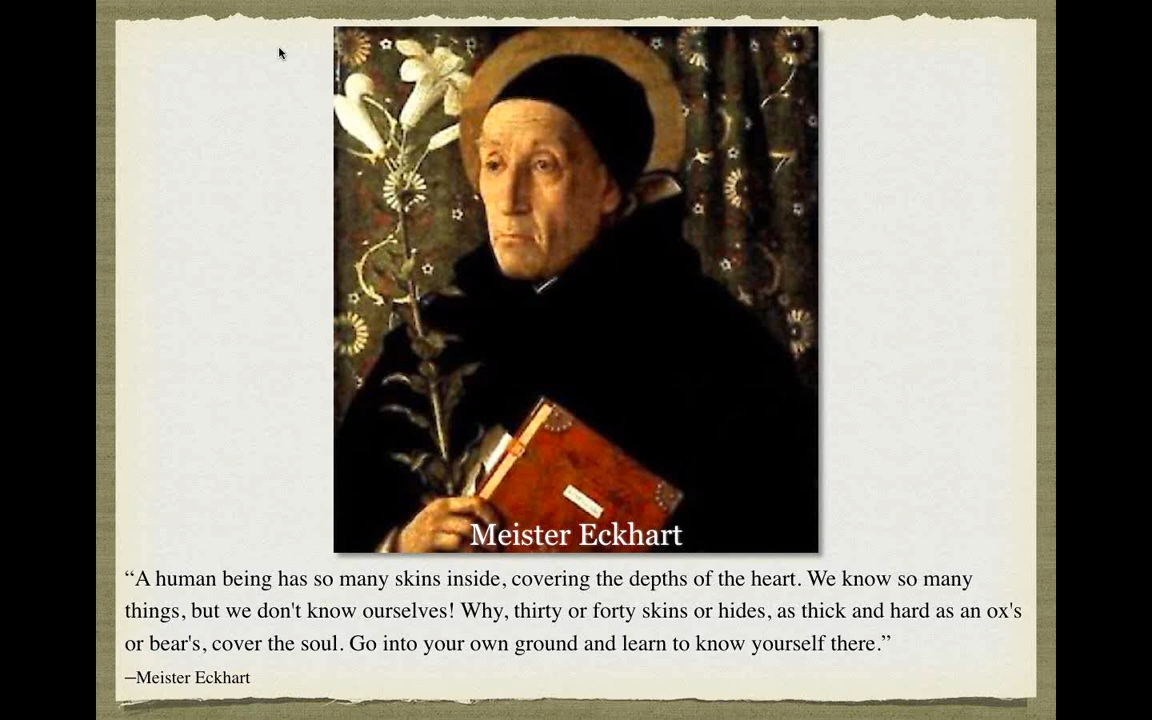 Meister Eckhart
“A human being has so many skins inside, covering the depths of the heart. We know so many
things, but we don't know ourselves! Why, thirty or forty skins or hides, as thick and hard as an ox's
or bear's, cover the soul. Go into your own ground and learn to know yourself there.”
–Meister Eckhart